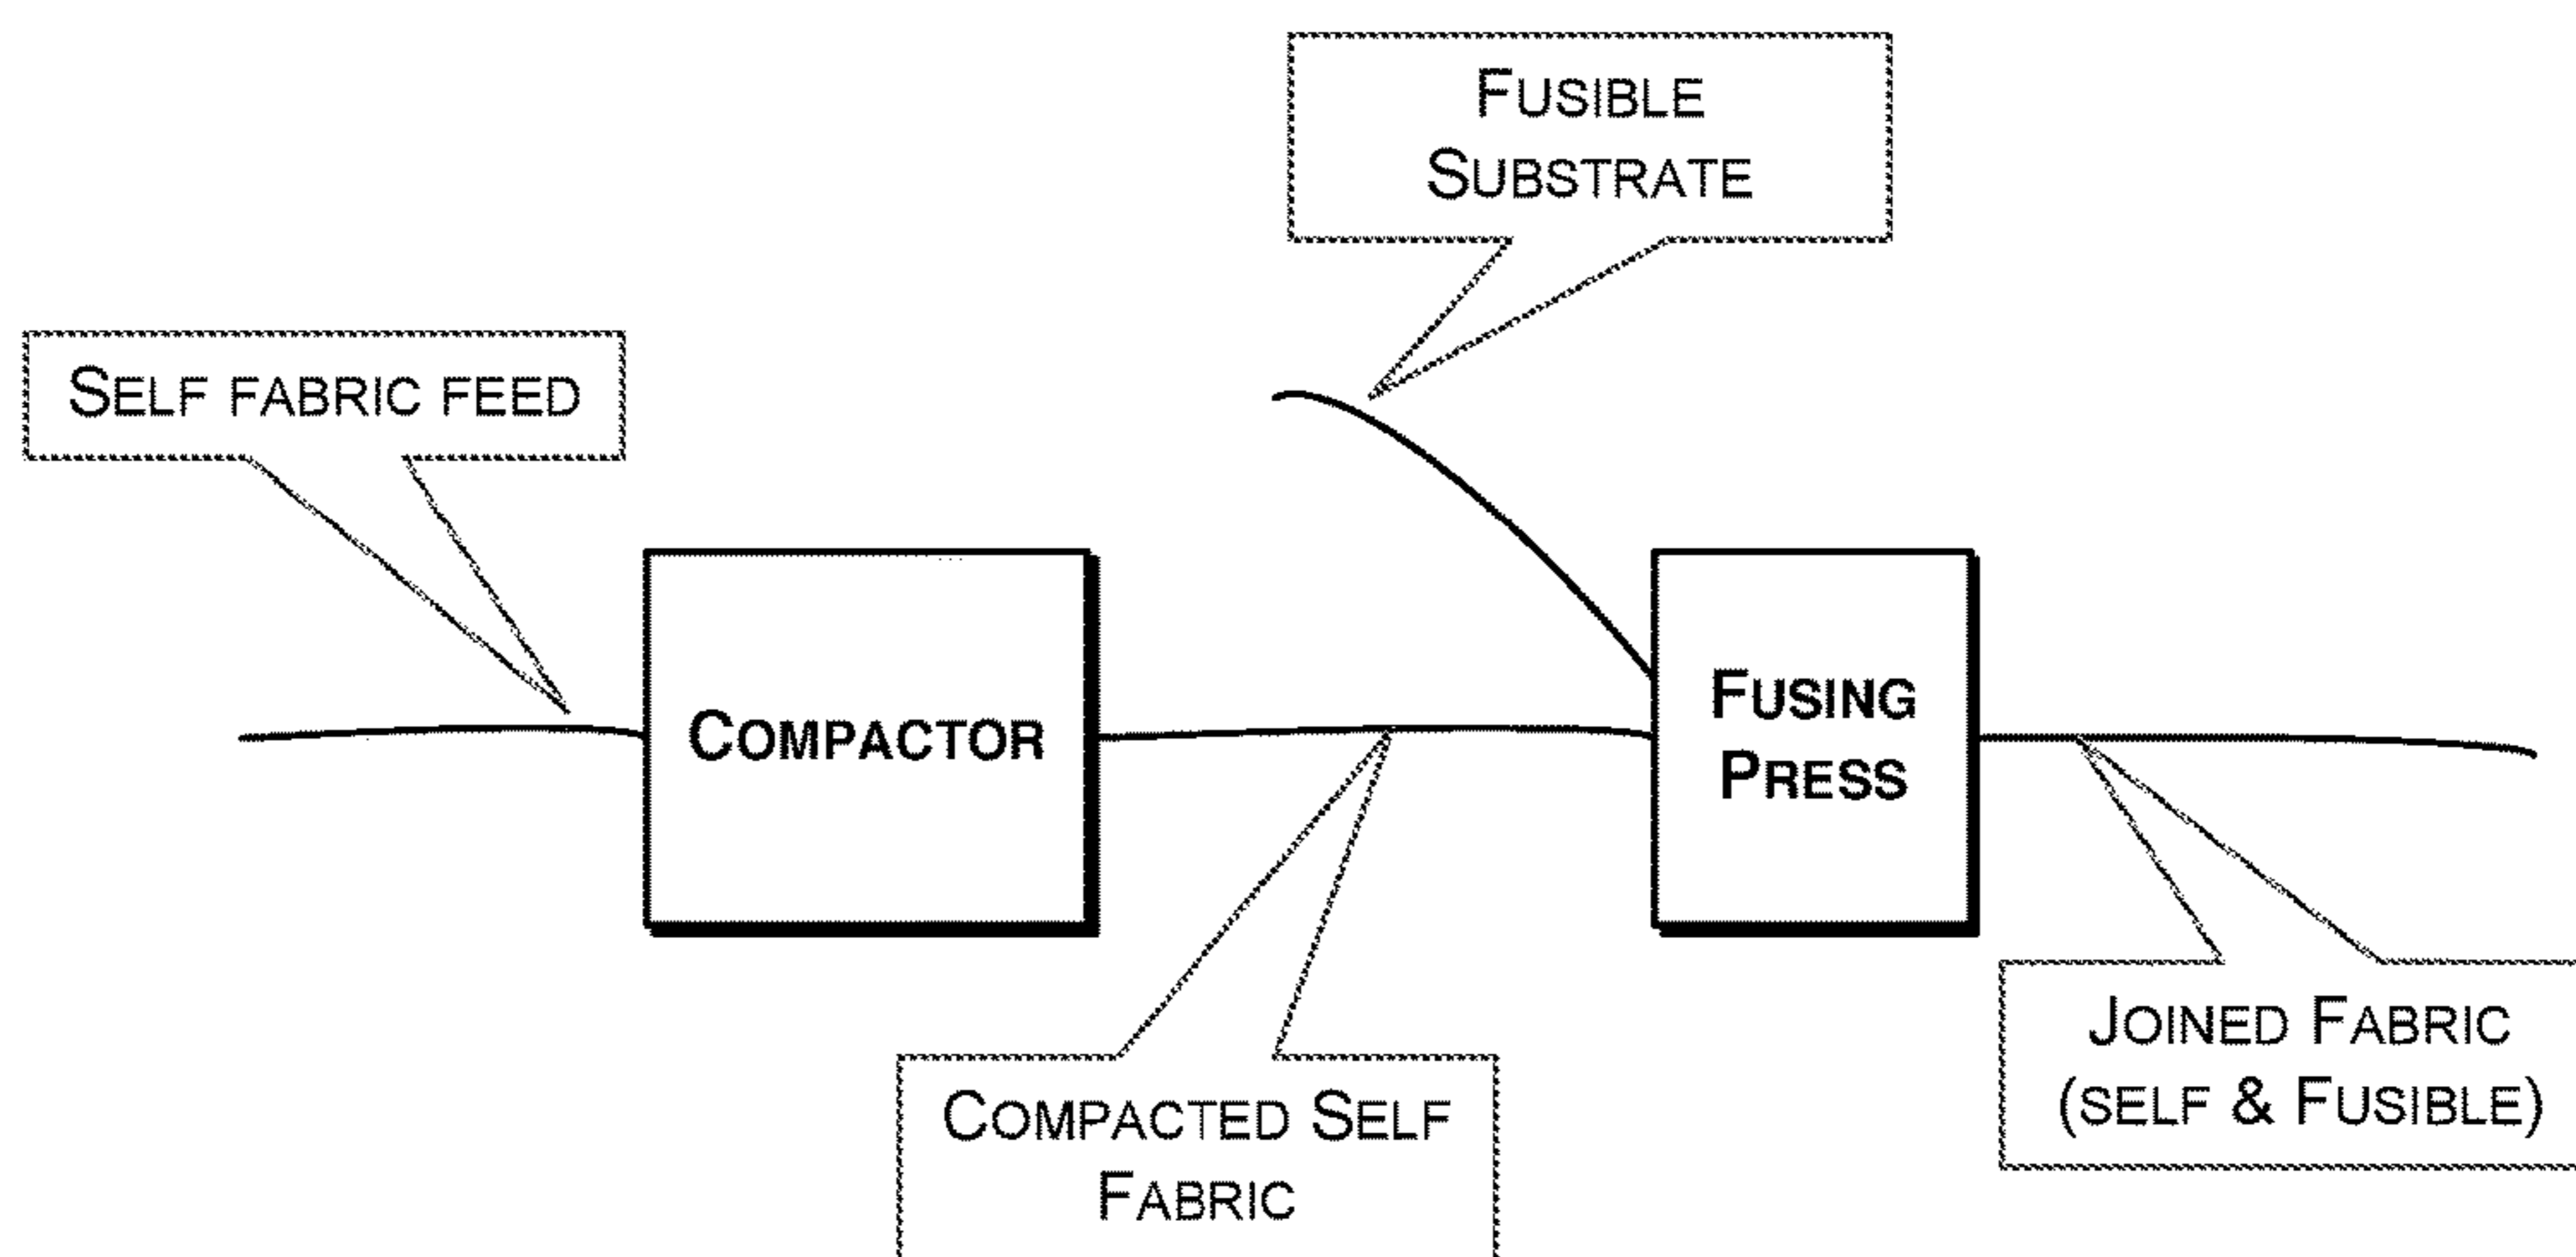 Fusible
Substrate
Self fabric feed
Compactor
Fusing
Press
Joined Fabric
(self & Fusible)
Compacted Self
Fabric